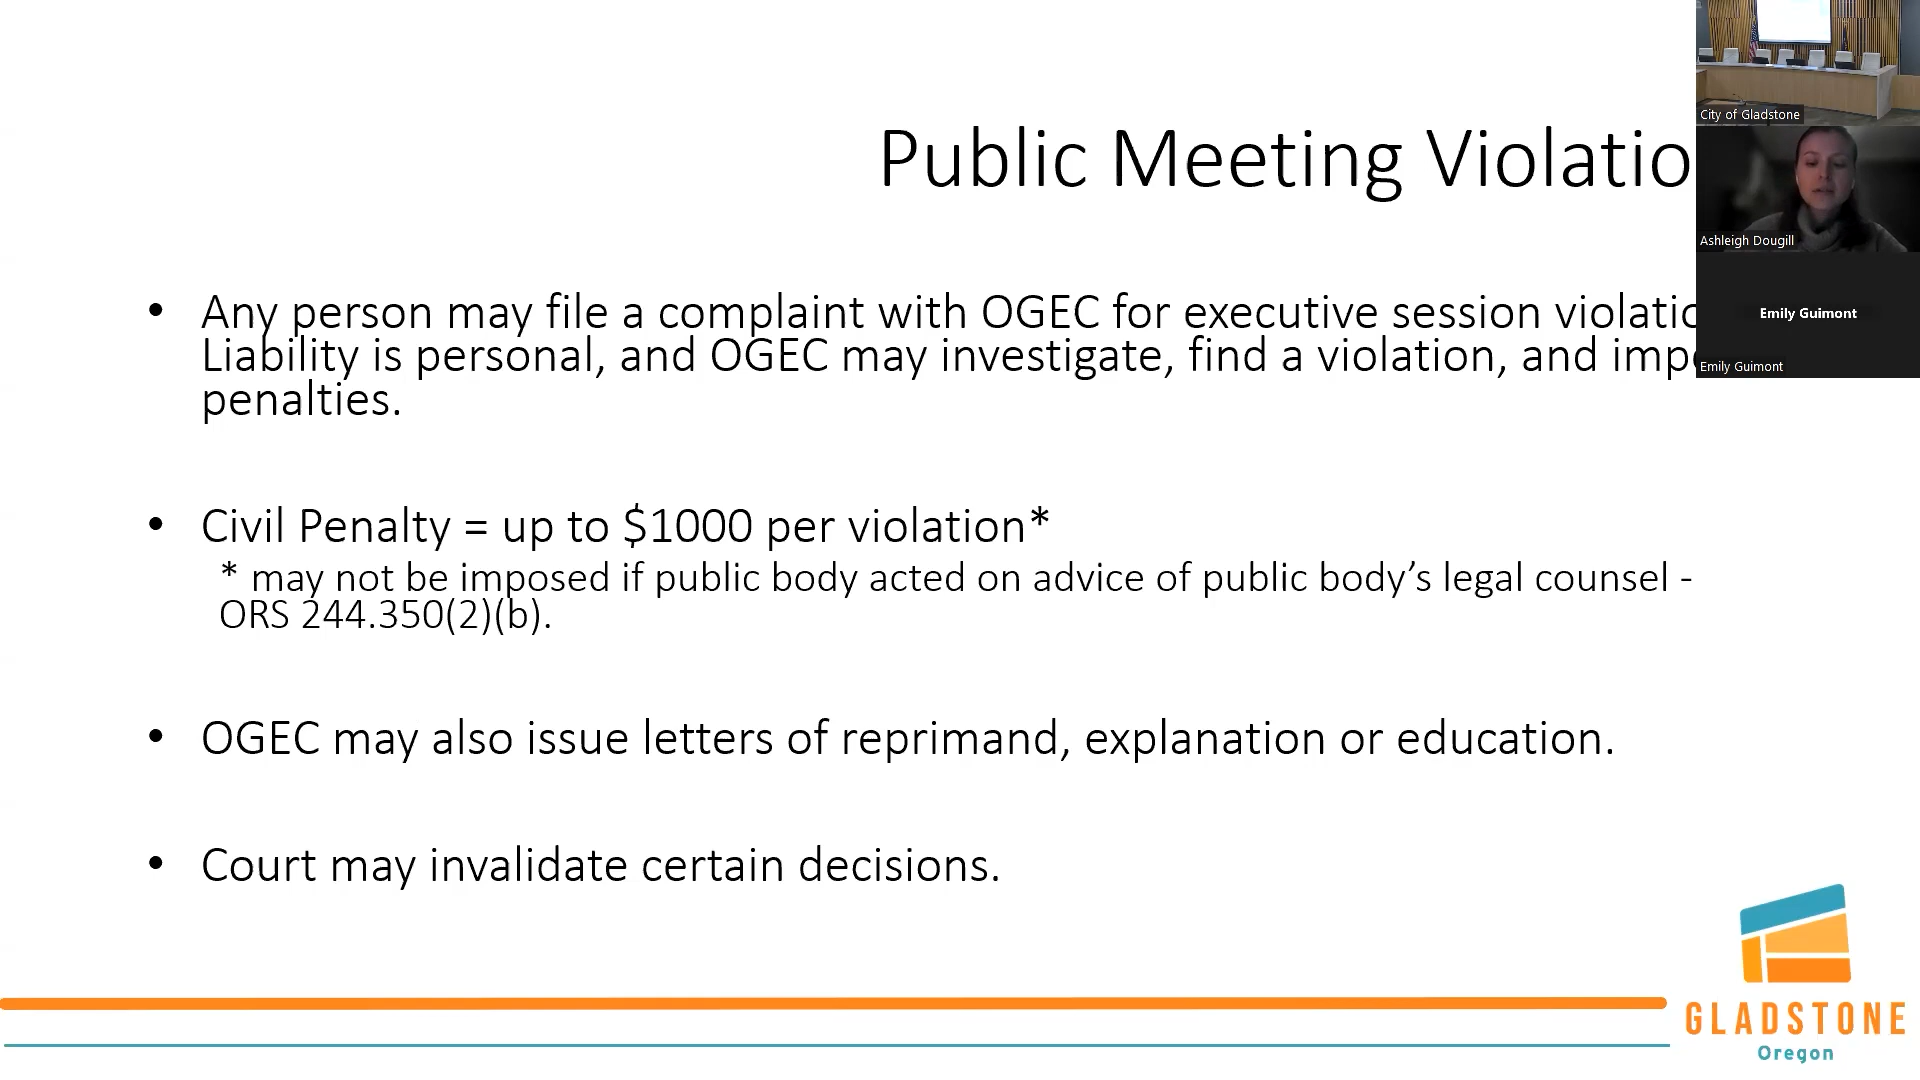 Public Meeting Violatio
• Any person may file a complaint with OGEC for executive session violatio
Liability is personal, and OGEC may investigate, find a violation, and imp
penalties.
• Civil Penalty = up to $1000 per violation*
* may not be imposed if public body acted on advice of public body’s legal counsel -
ORS 244.350(2)(b).
• OGEC may also issue letters of reprimand, explanation or education.
• Court may invalidate certain decisions.
City of Gladstone
Ashleigh Dougill
Emily Guimont
Emily Guimont
GLADSTONE
Oregon